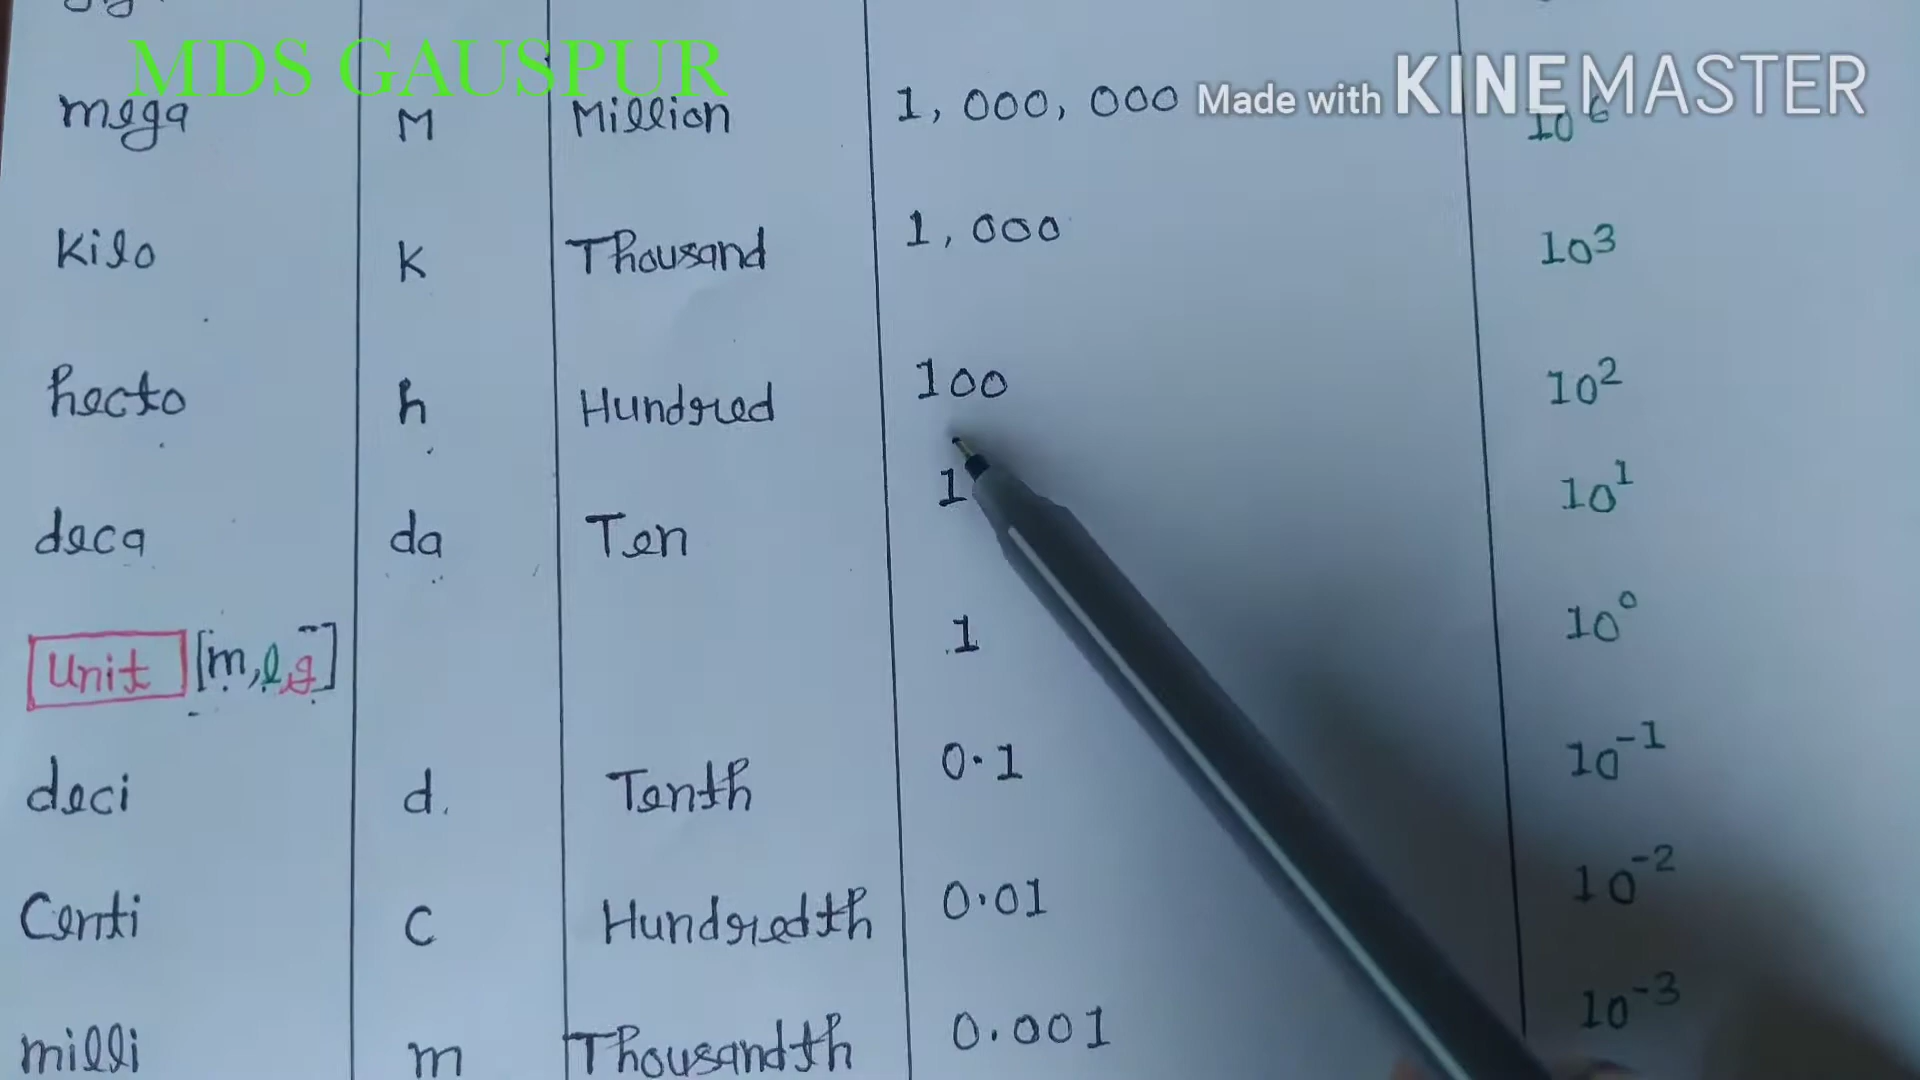 MDS GAUSPUR
Made with KINEMASTER
mega M Million 1,000,000 10⁶
kilo k Thousand 1,000 10³
hecto h Hundred 100 10²
deca da Ten 1 10¹
Unit [m,l,g] 1 10⁰
deci d. Tenth 0.1 10⁻¹
Centi C Hundredth 0.01 10⁻²
milli m Thousandth 0.001 10⁻³